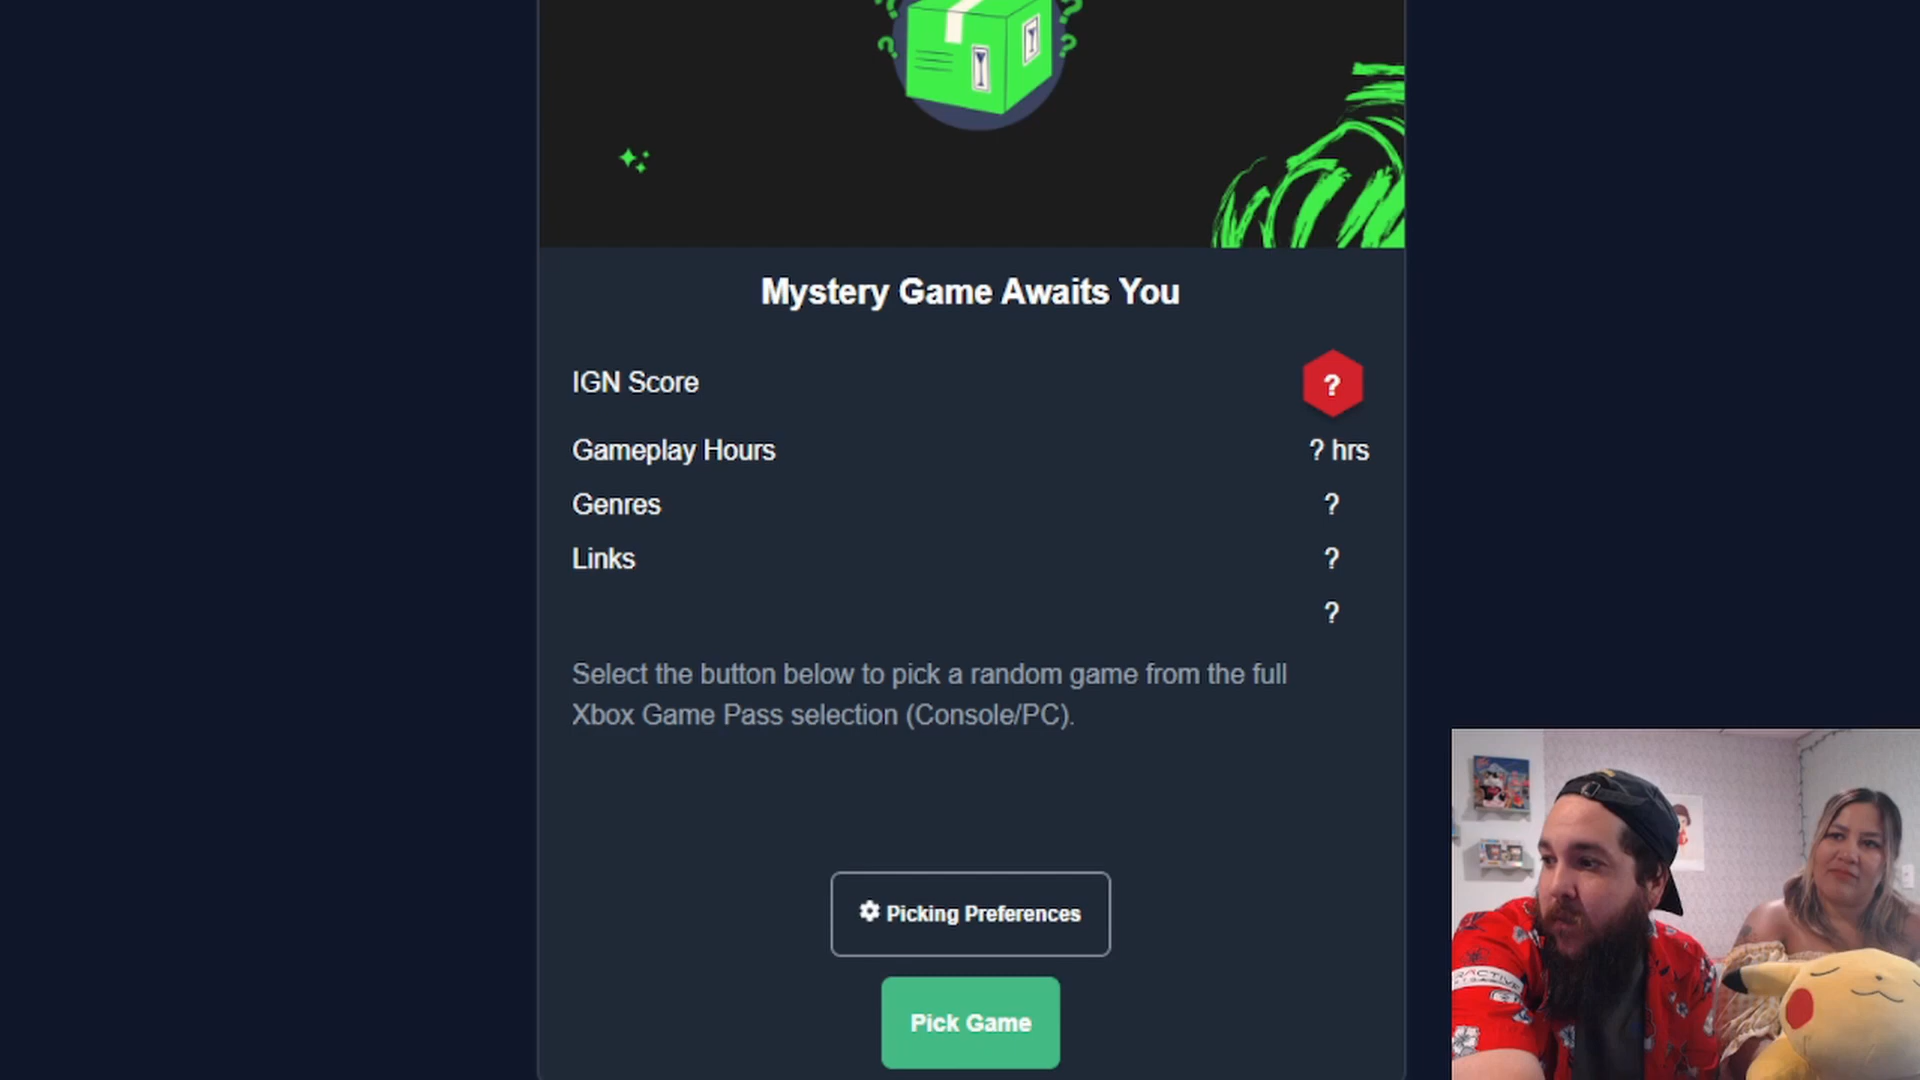 Mystery Game Awaits You
IGN Score
?
Gameplay Hours
? hrs
Genres
?
Links
?
?
Select the button below to pick a random game from the full
Xbox Game Pass selection (Console/PC).
Picking Preferences
Pick Game